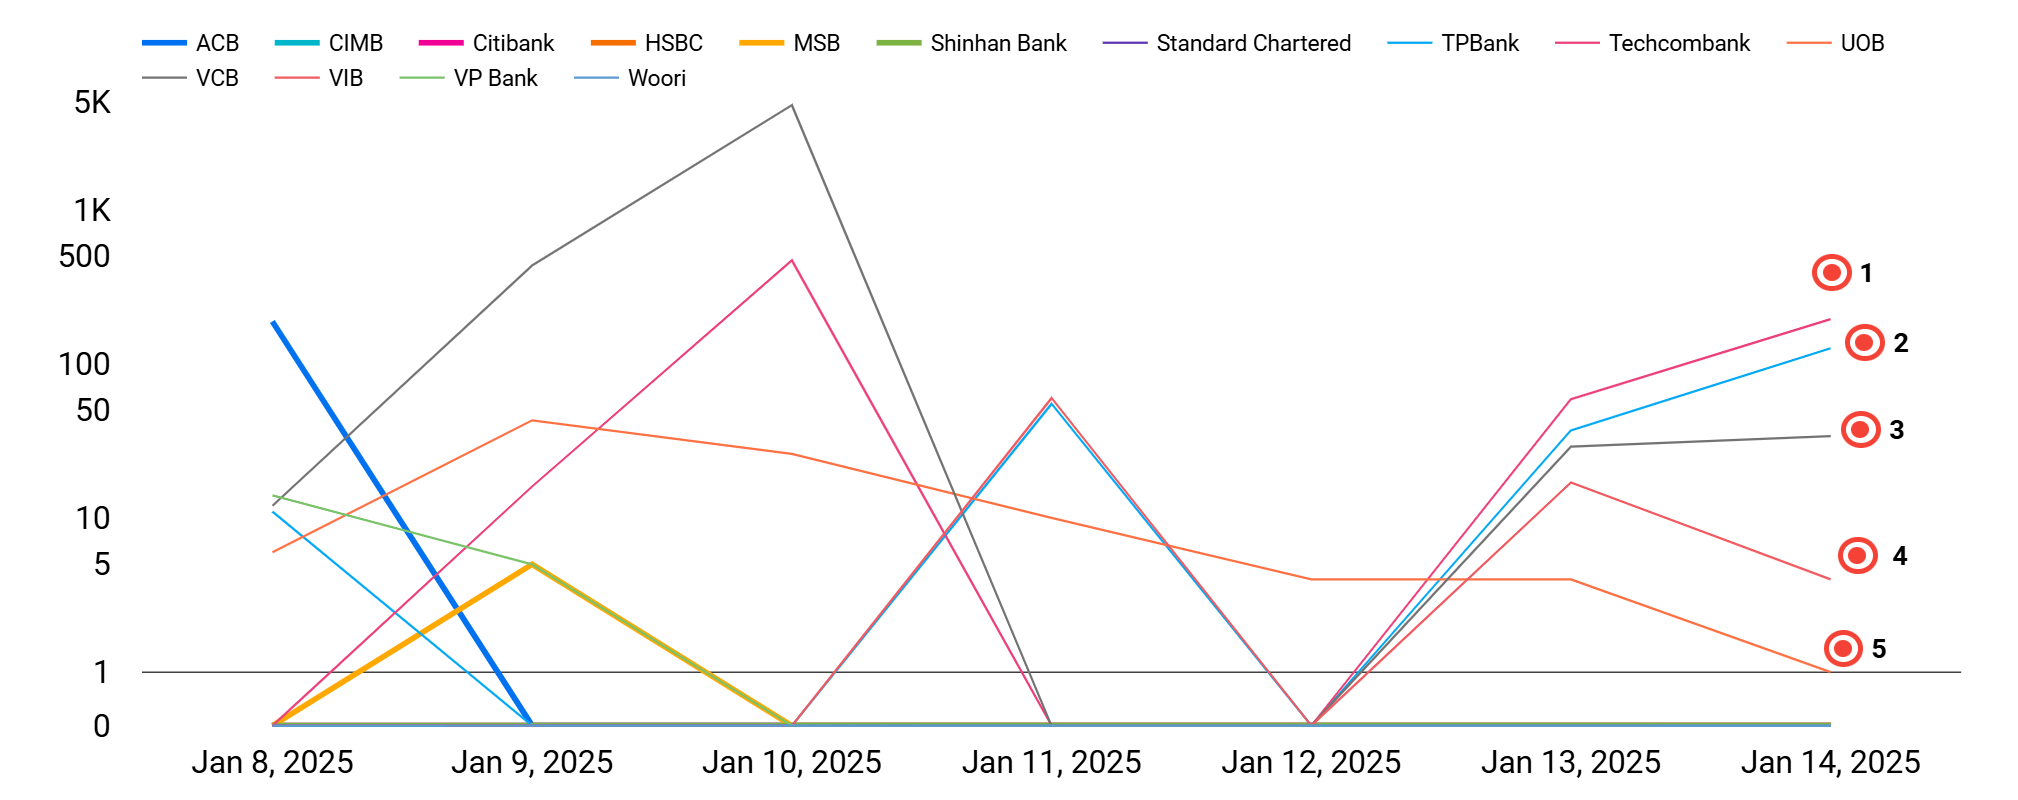 ACB CIMB Citibank HSBC MSB Shinhan Bank Standard Chartered TPBank Techcombank UOB
VCB VIB VP Bank Woori
5K
1K
500
100
50
10
5
1
0
1
2
3
4
5
Jan 8, 2025 Jan 9, 2025 Jan 10, 2025 Jan 11, 2025 Jan 12, 2025 Jan 13, 2025 Jan 14, 2025